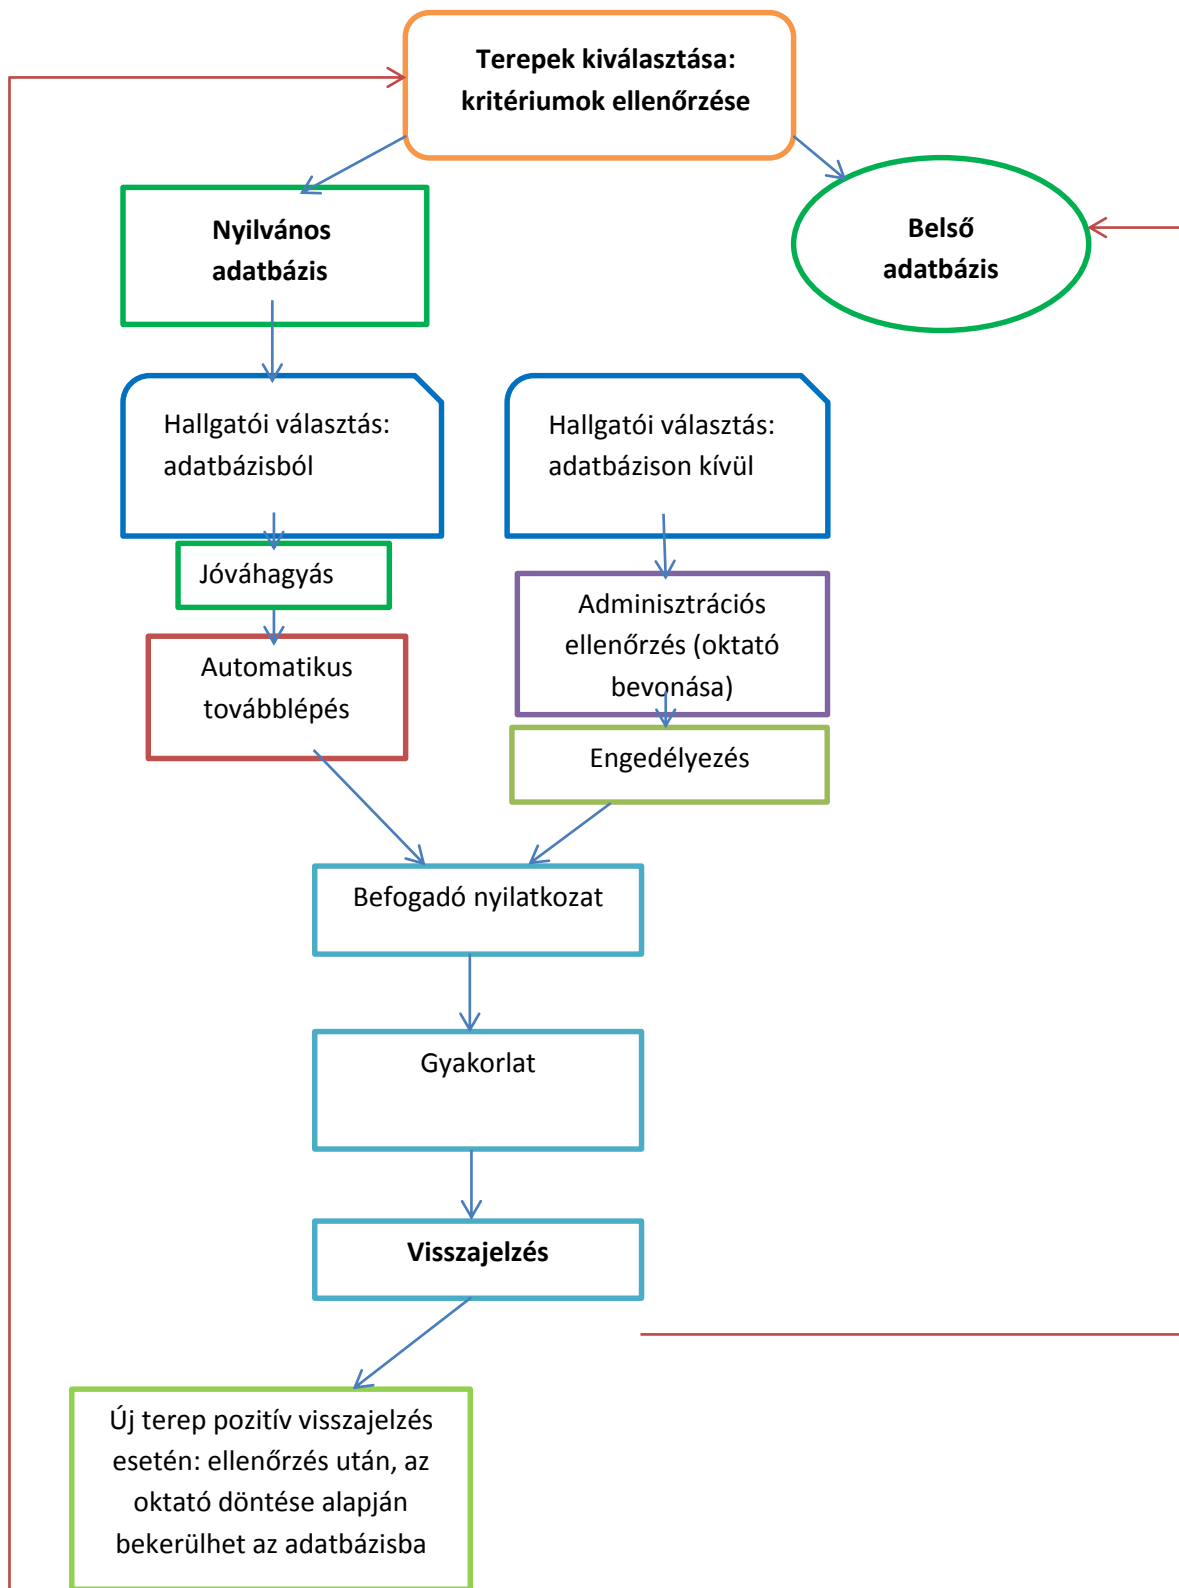 Terepek kiválasztása:
kritériumok ellenőrzése
Nyilvános
adatbázis
Belső
adatbázis
Hallgatói választás:
adatbázisból
Hallgatói választás:
adatbázison kívül
Jóváhagyás
Adminisztrációs
ellenőrzés (oktató
bevonása)
Automatikus
továbblépés
Engedélyezés
Befogadó nyilatkozat
Gyakorlat
Visszajelzés
Új terep pozitív visszajelzés
esetén: ellenőrzés után, az
oktató döntése alapján
bekerülhet az adatbázisba